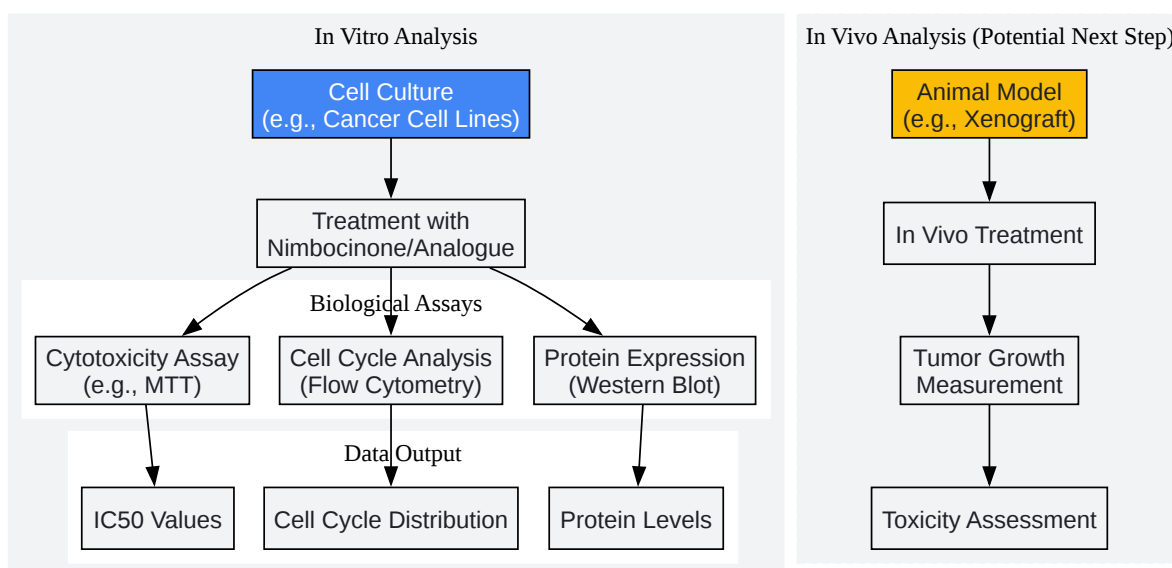 In Vitro Analysis
Cell Culture
(e.g., Cancer Cell Lines)
Treatment with
Nimbocinone/Analogue
Biological Assays
Cytotoxicity Assay
(e.g., MTT)
Cell Cycle Analysis
(Flow Cytometry)
Protein Expression
(Western Blot)
Data Output
IC50 Values
Cell Cycle Distribution
Protein Levels
In Vivo Analysis (Potential Next Step)
Animal Model
(e.g., Xenograft)
In Vivo Treatment
Tumor Growth
Measurement
Toxicity Assessment